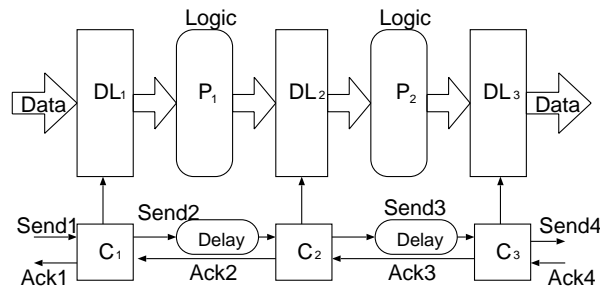 Logic
Logic
Data
DL1
P1
DL2
P2
DL3
Data
Send1
Send2
Send3
Send4
C1
Delay
C2
Delay
C3
Ack1
Ack2
Ack3
Ack4